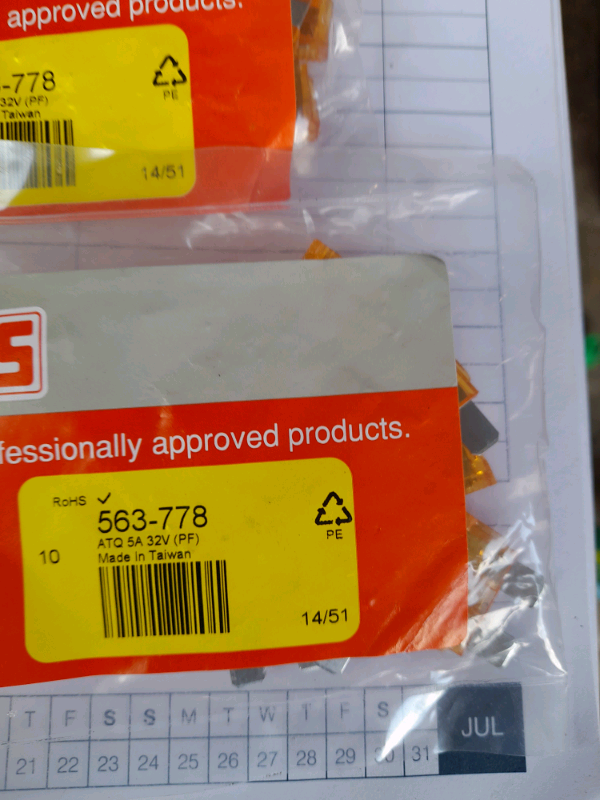 approved products.
-778
32V (PF)
Taiwan
PE
14/51
S
fessionally approved products.
RoHS ✓
563-778
10
ATQ 5A 32V (PF)
Made in Taiwan
PE
14/51
T F S S M T W T F S JUL
21 22 23 24 25 26 27 28 29 30 31